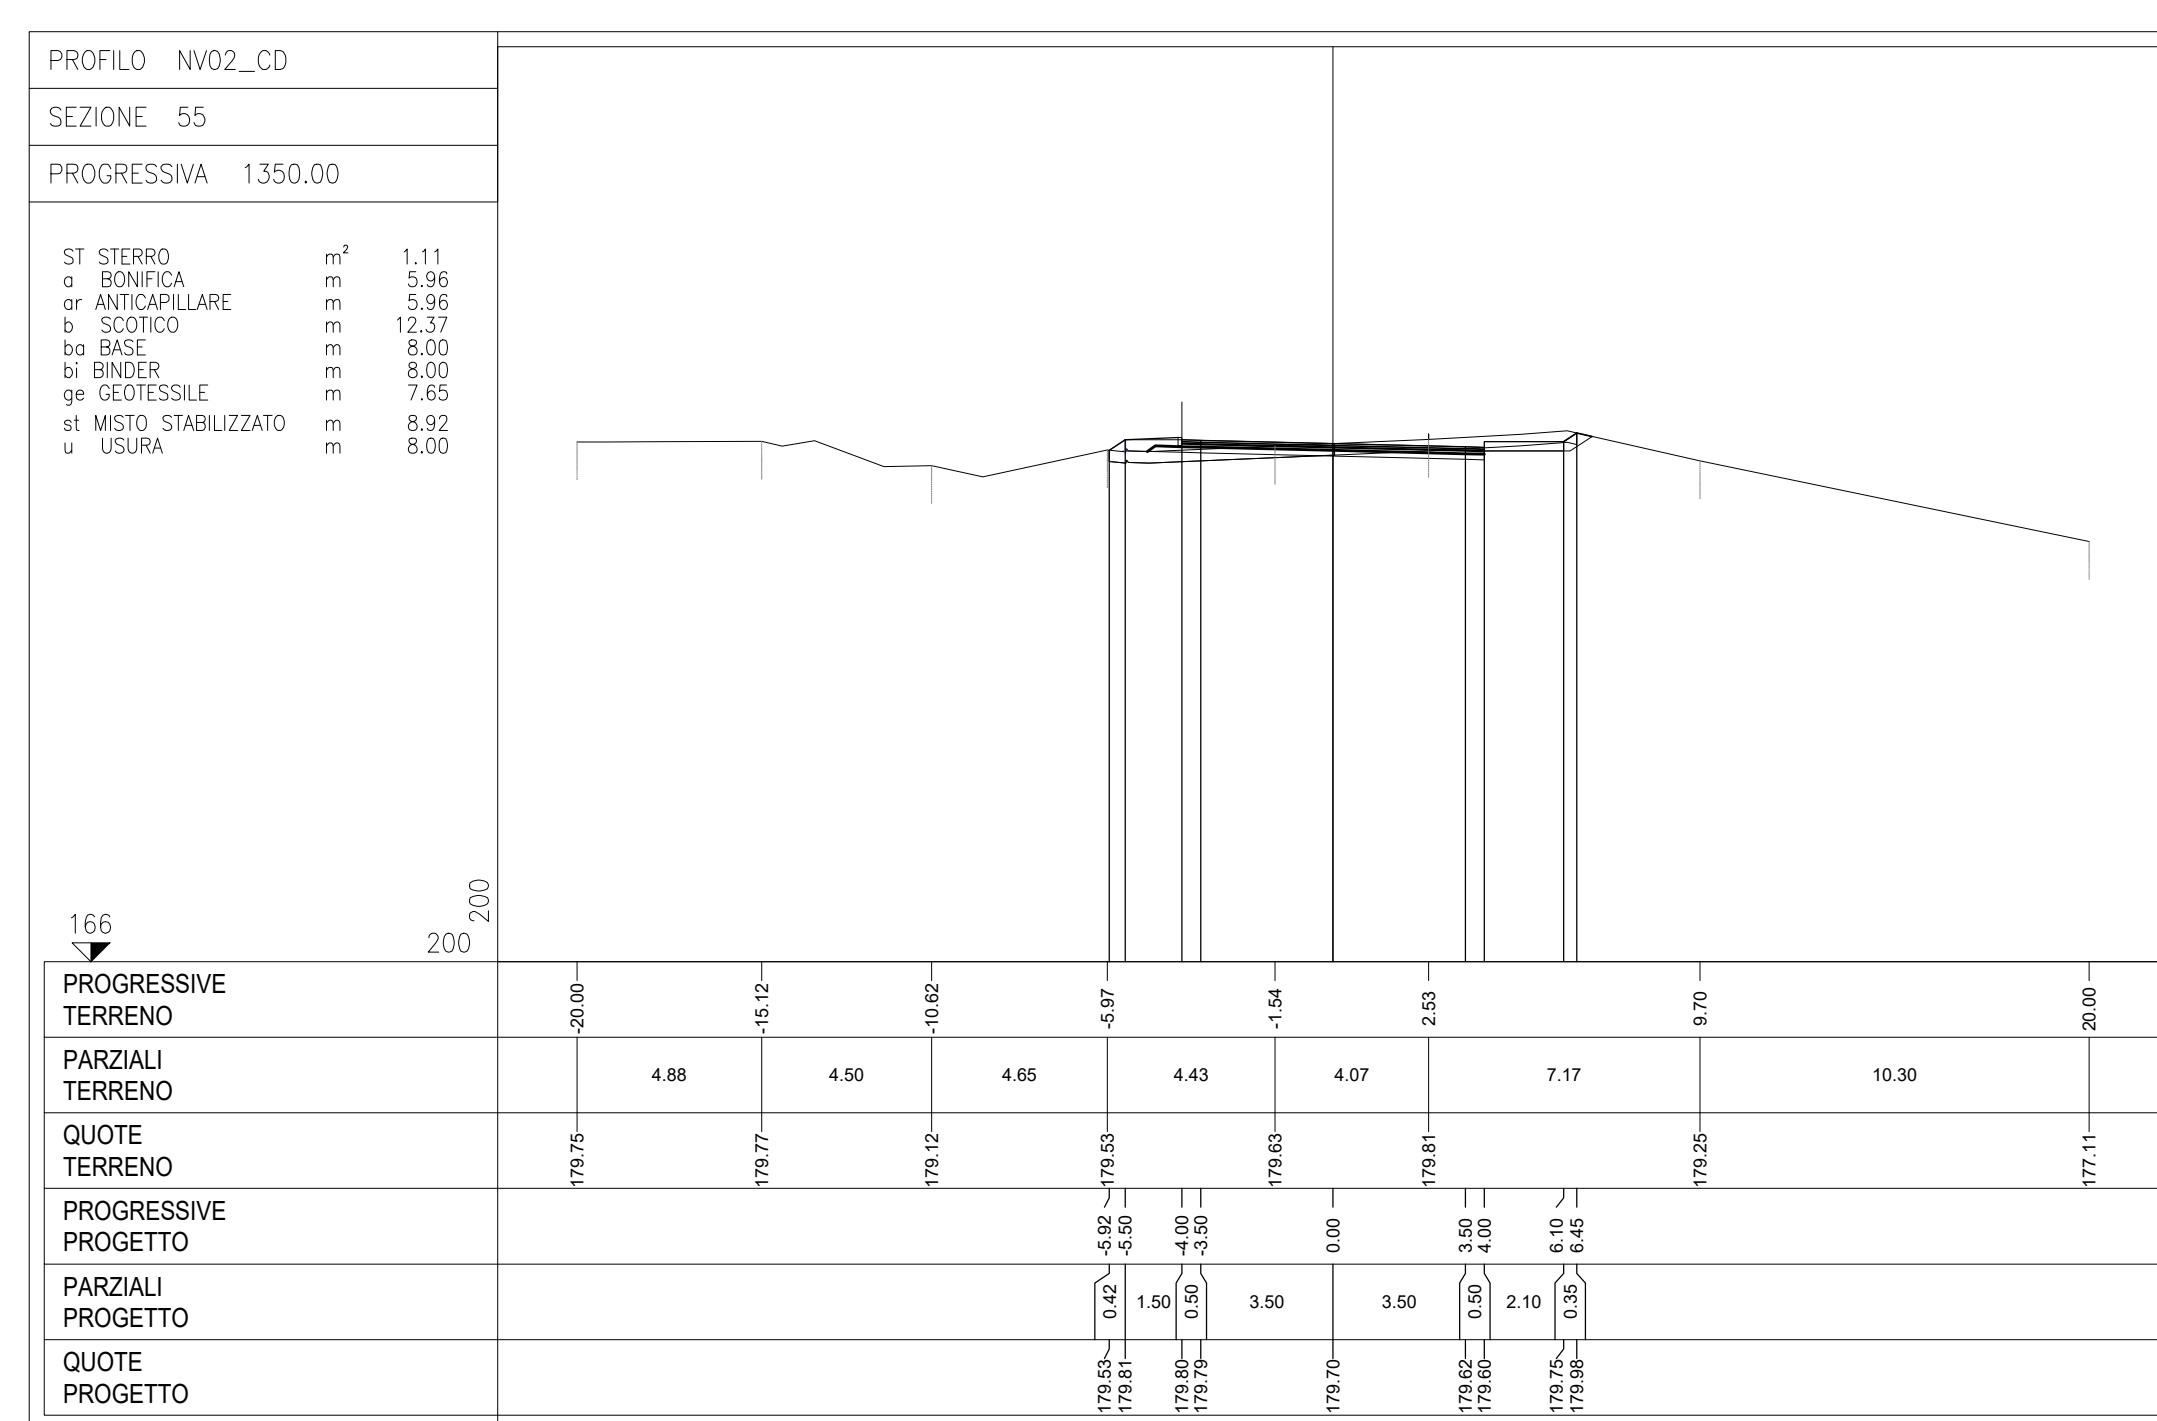 PROFILO NV02_CD
SEZIONE 55
PROGRESSIVA 1350.00
ST STERRO m² 1.11
a BONIFICA m 5.96
ar ANTICAPILLARE m 5.96
b SCOTICO m 12.37
ba BASE m 8.00
bi BINDER m 8.00
ge GEOTESSILE m 7.65
st MISTO STABILIZZATO m 8.92
u USURA m 8.00
200
166
200
PROGRESSIVE
TERRENO
-20.00 -15.12 -10.62 -5.97 -1.54 2.53 9.70 20.00
PARZIALI
TERRENO
4.88 4.50 4.65 4.43 4.07 7.17 10.30
QUOTE
TERRENO
179.75 179.77 179.12 179.53 179.63 179.81 179.25 177.11
PROGRESSIVE
PROGETTO
-5.92 -5.50 -4.00 -3.50 0.00 3.50 4.00 6.10 6.45
PARZIALI
PROGETTO
0.42 1.50 0.50 3.50 3.50 0.50 2.10 0.35
QUOTE
PROGETTO
179.53 179.81 179.80 179.79 179.70 179.62 179.60 179.75 179.98